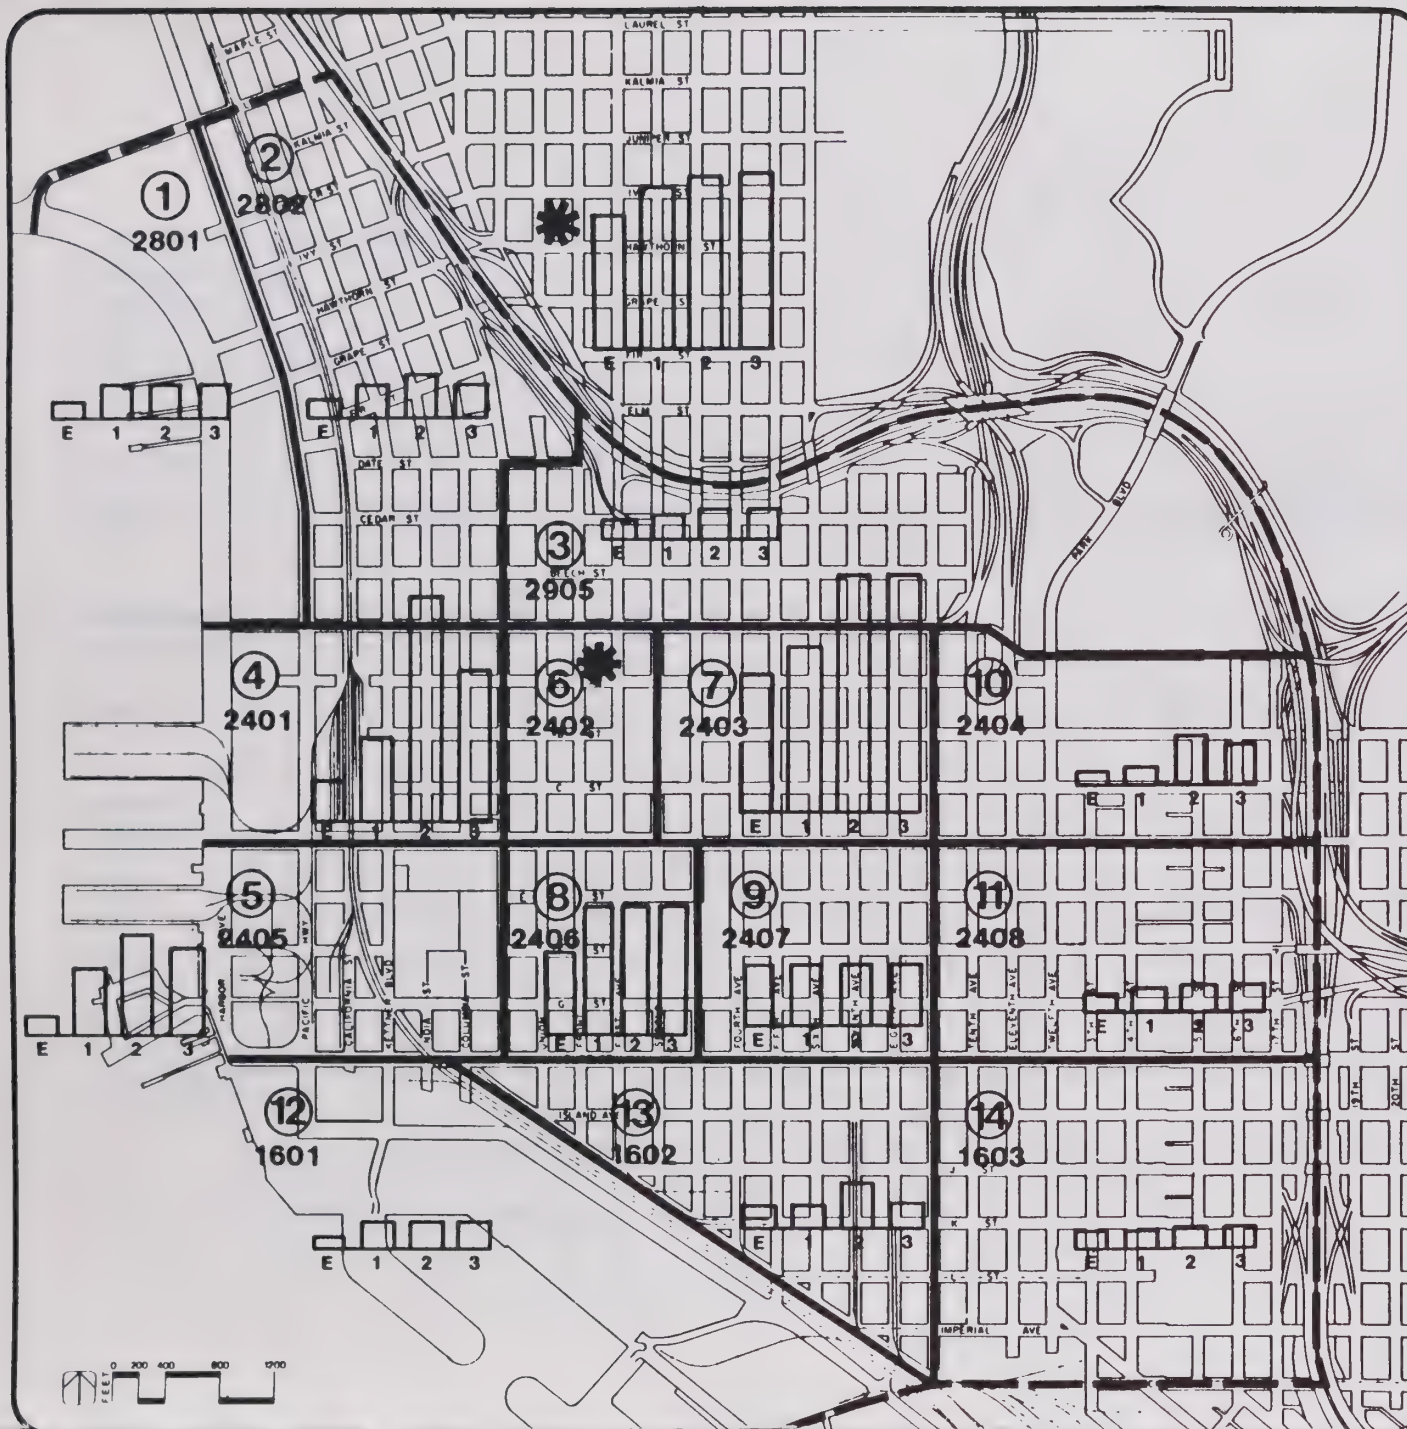 LAUREL ST
MAPLE ST
KALMIA ST
KALMIA ST
JUNIPER ST
2
2802
1
2801
IVY ST
HAWTHORN ST
HAWTHORN ST
GRAPE ST
E 1 2 3
FIR ST
ELM ST
E 1 2 3
E 1 2 3
DATE ST
CEDAR ST
PARK BLVD
3
2905
E 1 2 3
BEECH ST
4
2401
6
2402
7
2403
10
2404
C ST
E 1 2 3
E 1 2 3
E 1 2 3
5
2405
8
2406
9
2407
11
2408
E ST
HARBOR
PACIFIC HWY
CALIFORNIA ST
KETTNER BLVD
COLUMBIA ST
UNION
G ST
FOURTH AVE
TENTH AVE
ELEVENTH AVE
E 1 2 3
E 1 2 3
E 1 2 3
E 1 2 3
19TH ST
20TH ST
12
1601
13
1602
14
1603
ISLAND AVE
J ST
K ST
L ST
E 1 2 3
E 1 2 3
E 1 2 3
IMPERIAL AVE
0 200 400 800 1200
FEET